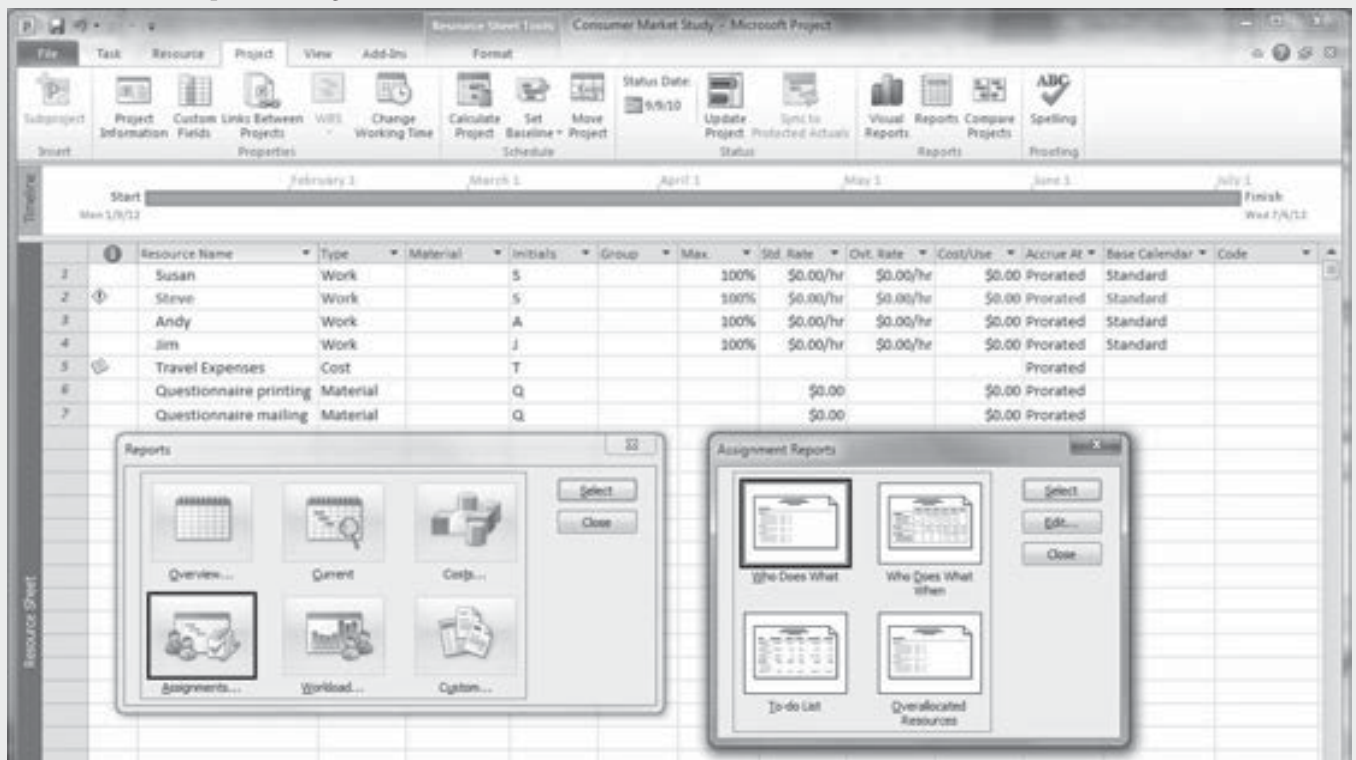 Resource Sheet Tools Consumer Market Study - Microsoft Project
File Task Resource Project View Add-Ins Format
Subproject Project Information Custom Fields Links Between Projects WBS Change Working Time Calculate Project Set Baseline Move Project Status Date: 9/9/10 Update Project Sync to Protected Actuals Visual Reports Reports Compare Projects ABC Spelling
Insert Properties Schedule Status Reports Proofing
Timeline
February 1 March 1 April 1 May 1 June 1 July 1
Start Finish
Mon 1/9/12 Wed 7/4/12
Resource Name Type Material Initials Group Max. Std. Rate Ovt. Rate Cost/Use Accrue At Base Calendar Code
1 Susan Work S 100% $0.00/hr $0.00/hr $0.00 Prorated Standard
2 Steve Work S 100% $0.00/hr $0.00/hr $0.00 Prorated Standard
3 Andy Work A 100% $0.00/hr $0.00/hr $0.00 Prorated Standard
4 Jim Work J 100% $0.00/hr $0.00/hr $0.00 Prorated Standard
5 Travel Expenses Cost T Prorated
6 Questionnaire printing Material Q $0.00 $0.00 Prorated
7 Questionnaire mailing Material Q $0.00 $0.00 Prorated
Resource Sheet
Reports
Select
Close
Overview... Current Costs...
Assignments... Workload... Custom...
Assignment Reports
Select
Edit...
Close
Who Does What Who Does What When
To-do List Overallocated Resources